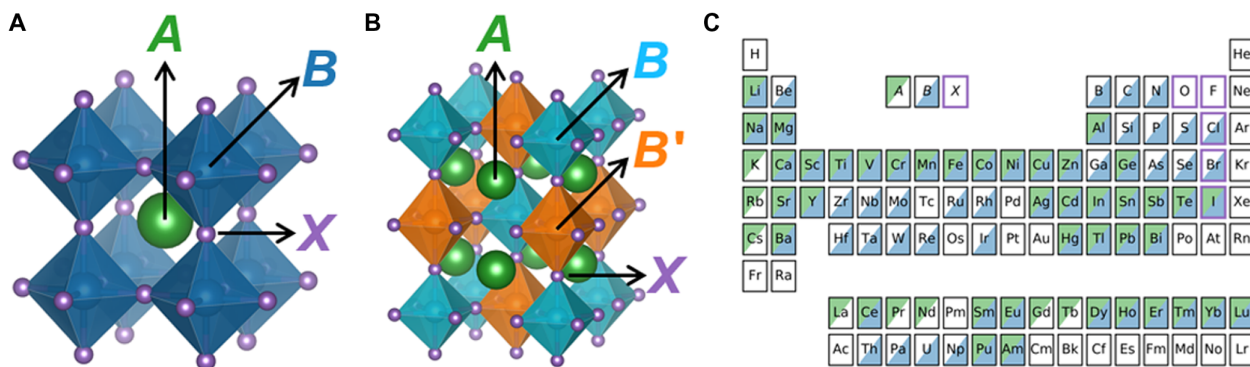 A
B
C
A
B
X
A
B
B'
X
H He
Li Be A B X B C N O F Ne
Na Mg Al Si P S Cl Ar
K Ca Sc Ti V Cr Mn Fe Co Ni Cu Zn Ga Ge As Se Br Kr
Rb Sr Y Zr Nb Mo Tc Ru Rh Pd Ag Cd In Sn Sb Te I Xe
Cs Ba Hf Ta W Re Os Ir Pt Au Hg Tl Pb Bi Po At Rn
Fr Ra
La Ce Pr Nd Pm Sm Eu Gd Tb Dy Ho Er Tm Yb Lu
Ac Th Pa U Np Pu Am Cm Bk Cf Es Fm Md No Lr